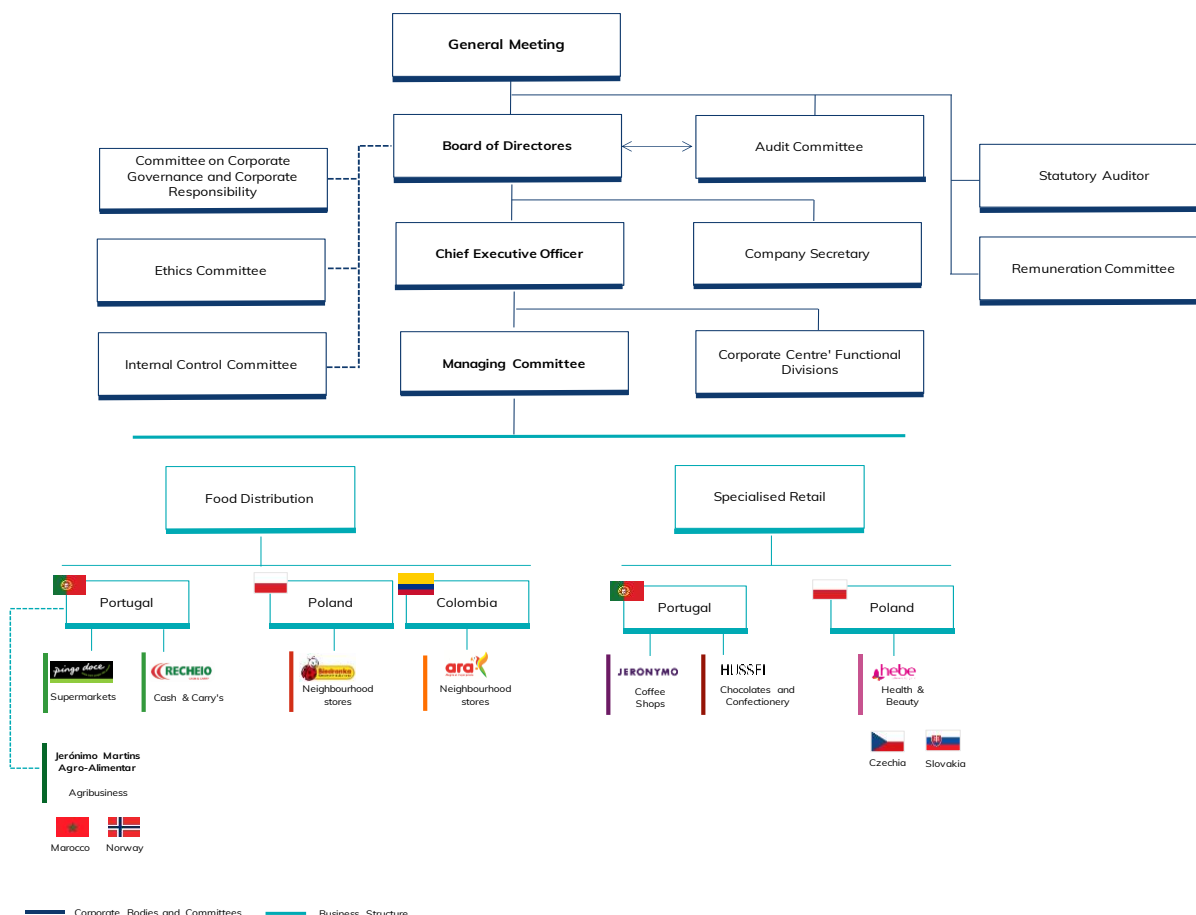 General Meeting
Board of Directores
Audit Committee
Committee on Corporate
Governance and Corporate
Responsibility
Statutory Auditor
Chief Executive Officer
Company Secretary
Ethics Committee
Remuneration Committee
Managing Committee
Corporate Centre' Functional
Divisions
Internal Control Committee
Food Distribution
Specialised Retail
Portugal
Poland
Colombia
Portugal
Poland
pingo doce
Supermarkets
RECHEIO
Cash & Carry's
Biedronka
Neighbourhood
stores
ara
Neighbourhood
stores
JERONYMO
Coffee
Shops
HUSSEL
Chocolates and
Confectionery
hebe
Health &
Beauty
Czechia
Slovakia
Jerónimo Martins
Agro-Alimentar
Agribusiness
Marocco
Norway
Corporate Bodies and Committees
Business Structure